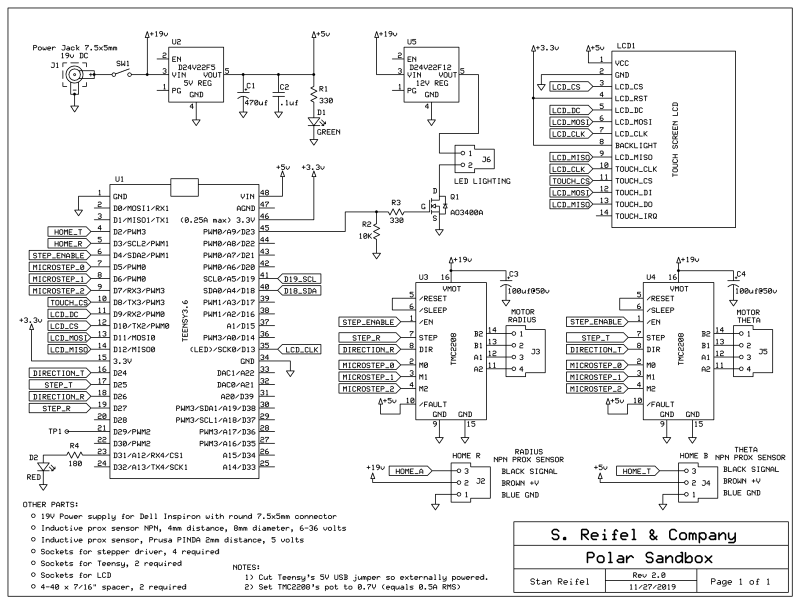 Power Jack 7.5x5mm
19v DC
J1
SW1
+19v
U2
EN
D24V22F5
VIN VOUT
5V REG
PG GND
2
3
1
5
4
C1
470uf
C2
.1uf
+5v
R1
330
D1
GREEN
+19v
U5
EN
D24V22F12
VIN VOUT
12V REG
PG GND
2
3
1
5
4
1
2
J6
LED LIGHTING
D
Q1
G
S
AO3400A
R3
330
R2
10K
+3.3v
+5v
LCD1
TOUCH SCREEN LCD
1 VCC
2 GND
LCD_CS 3 LCD_CS
4 LCD_RST
LCD_DC 5 LCD_DC
LCD_MOSI 6 LCD_MOSI
LCD_CLK 7 LCD_CLK
8 BACKLIGHT
LCD_MISO 9 LCD_MISO
LCD_CLK 10 TOUCH_CLK
TOUCH_CS 11 TOUCH_CS
LCD_MOSI 12 TOUCH_DI
LCD_MISO 13 TOUCH_DO
14 TOUCH_IRQ
U1
TEENSY3.6
+5v
+3.3v
+3.3v
1 GND
2 D0/MOSI1/RX1
3 D1/MISO1/TX1
HOME_T 4 D2/PWM3
HOME_R 5 D3/SCL2/PWM1
STEP_ENABLE 6 D4/SDA2/PWM1
MICROSTEP_0 7 D5/PWM0
MICROSTEP_1 8 D6/PWM0
MICROSTEP_2 9 D7/RX3/PWM3
TOUCH_CS 10 D8/TX3/PWM3
LCD_DC 11 D9/RX2/PWM0
LCD_CS 12 D10/TX2/PWM0
LCD_MOSI 13 D11/MOSI0
LCD_MISO 14 D12/MISO0
15 3.3V
DIRECTION_T 16 D24
STEP_T 17 D25
DIRECTION_R 18 D26
STEP_R 19 D27
20 D28
TP1 21 D29/PWM2
22 D30/PWM2
23 D31/A12/RX4/CS1
24 D32/A13/TX4/SCK1
VIN 48
AGND 47
(0.25A max) 3.3V 46
PWM0/A9/D23 45
PWM0/A8/D22 44
PWM0/A7/D21 43
PWM0/A6/D20 42
SCL0/A5/D19 41 D19_SCL
SDA0/A4/D18 40 D18_SDA
PWM1/A3/D17 39
PWM1/A2/D16 38
A1/D15 37
PWM3/A0/D14 36
(LED)/SCK0/D13 35 LCD_CLK
GND 34
DAC1/A22 33
DAC0/A21 32
A20/D39 31
PWM3/SDA1/A19/D38 30
PWM3/SCL1/A18/D37 29
PWM3/A17/D36 28
PWM3/A16/D35 27
A15/D34 26
A14/D33 25
R4
180
D2
RED
+19v
U3 16
VMOT
C3
100uf@50v
TMC2208
5 /RESET
6 /SLEEP
STEP_ENABLE 1 /EN
STEP_R 7 STEP
DIRECTION_R 8 DIR
MICROSTEP_0 2 M0
MICROSTEP_1 3 M1
MICROSTEP_2 4 M2
+5v 10 /FAULT
GND GND
9 15
MOTOR
RADIUS
B2 14 1
B1 13 2
A1 12 3
A2 11 4
J3
+19v
U4 16
VMOT
C4
100uf@50v
TMC2208
5 /RESET
6 /SLEEP
STEP_ENABLE 1 /EN
STEP_T 7 STEP
DIRECTION_T 8 DIR
MICROSTEP_0 2 M0
MICROSTEP_1 3 M1
MICROSTEP_2 4 M2
+5v 10 /FAULT
GND GND
9 15
MOTOR
THETA
B2 14 1
B1 13 2
A1 12 3
A2 11 4
J5
HOME R
RADIUS
NPN PROX SENSOR
+19v
HOME_A 3 BLACK SIGNAL
2 J2 BROWN +V
1 BLUE GND
HOME B
THETA
NPN PROX SENSOR
+5v
HOME_T 3 BLACK SIGNAL
2 J4 BROWN +V
1 BLUE GND
OTHER PARTS:
o 19V Power supply for Dell Inspiron with round 7.5x5mm connector
o Inductive prox sensor NPN, 4mm distance, 8mm diameter, 6-36 volts
o Inductive prox sensor, Prusa PINDA 2mm distance, 5 volts
o Sockets for stepper driver, 4 required
o Sockets for Teensy, 2 required
o Sockets for LCD
o 4-40 x 7/16" spacer, 2 required
NOTES:
1) Cut Teensy's 5V USB jumper so externally powered.
2) Set TMC2208's pot to 0.7V (equals 0.5A RMS)
S. Reifel & Company
Polar Sandbox
Stan Reifel
Rev 2.0
11/27/2019
Page 1 of 1